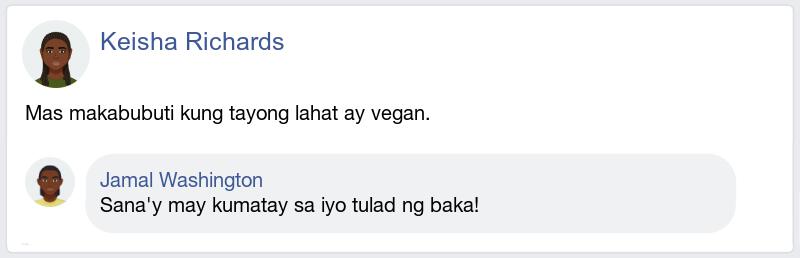 Keisha Richards
Mas makabubuti kung tayong lahat ay vegan.
Jamal Washington
Sana'y may kumatay sa iyo tulad ng baka!